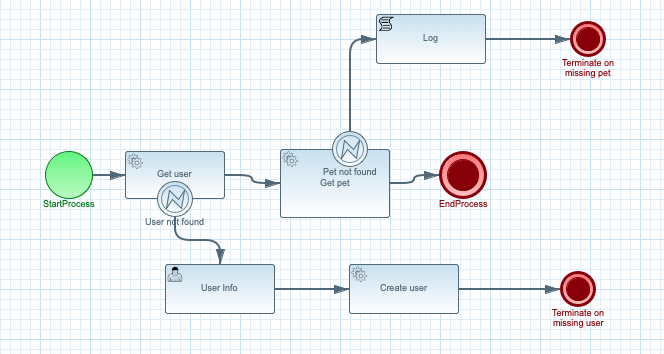 Log
Terminate on
missing pet
StartProcess
Get user
User not found
Pet not found
Get pet
EndProcess
User Info
Create user
Terminate on
missing user